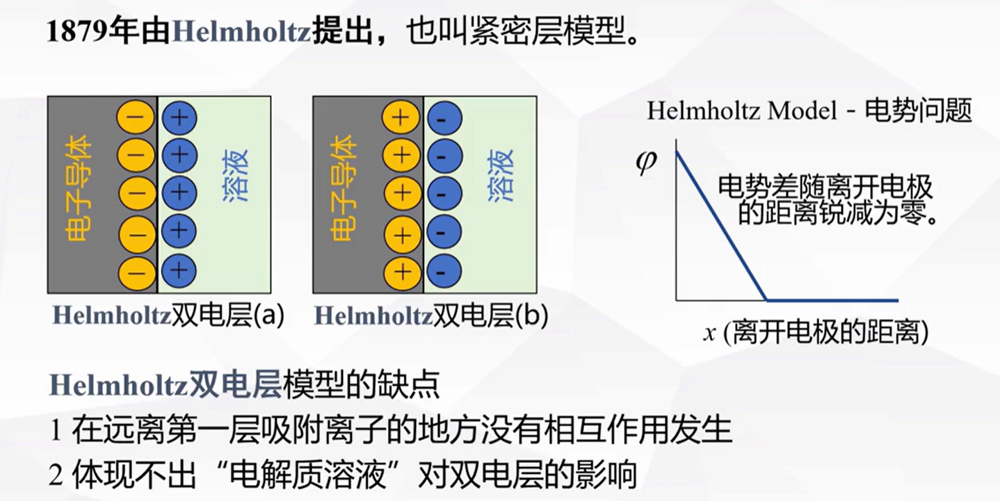 1879年由Helmholtz提出，也叫紧密层模型。
电子导体
− + − + − + − + − +
溶液
Helmholtz双电层(a)
电子导体
+ - + - + - + - + -
溶液
Helmholtz双电层(b)
Helmholtz Model - 电势问题
φ
电势差随离开电极
的距离锐减为零。
x (离开电极的距离)
Helmholtz双电层模型的缺点
1 在远离第一层吸附离子的地方没有相互作用发生
2 体现不出“电解质溶液”对双电层的影响